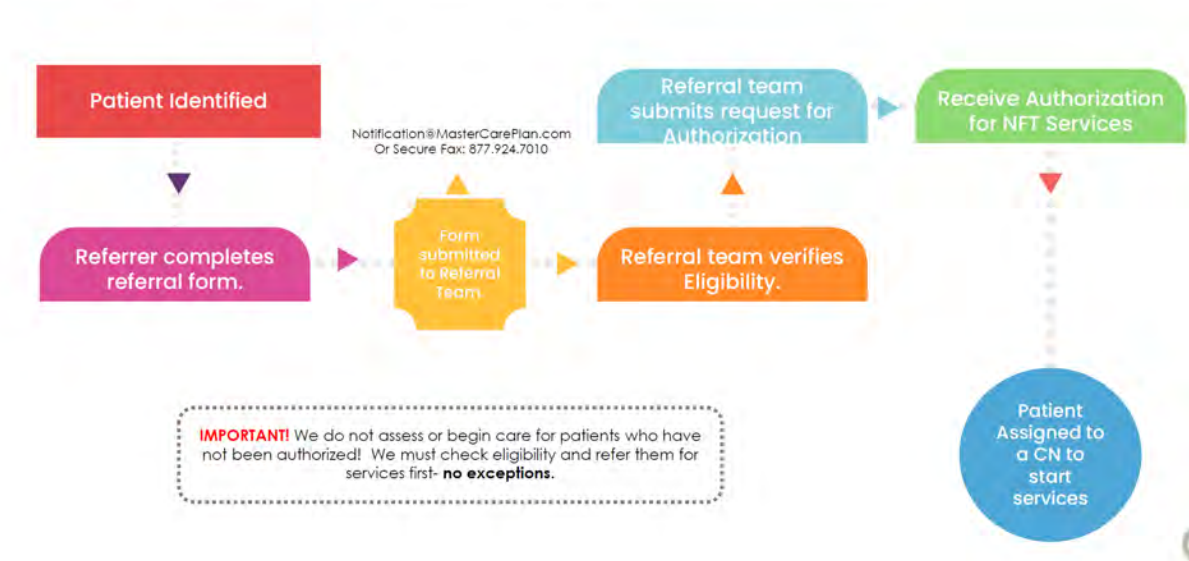 Patient Identified
Referrer completes
referral form.
Notification@MasterCarePlan.com
Or Secure Fax: 877.924.7010
Form
submitted
to Referral
Team
Referral team verifies
Eligibility.
Referral team
submits request for
Authorization
Receive Authorization
for NFT Services
Patient
Assigned to
a CN to
start
services
IMPORTANT! We do not assess or begin care for patients who have
not been authorized!  We must check eligibility and refer them for
services first- no exceptions.